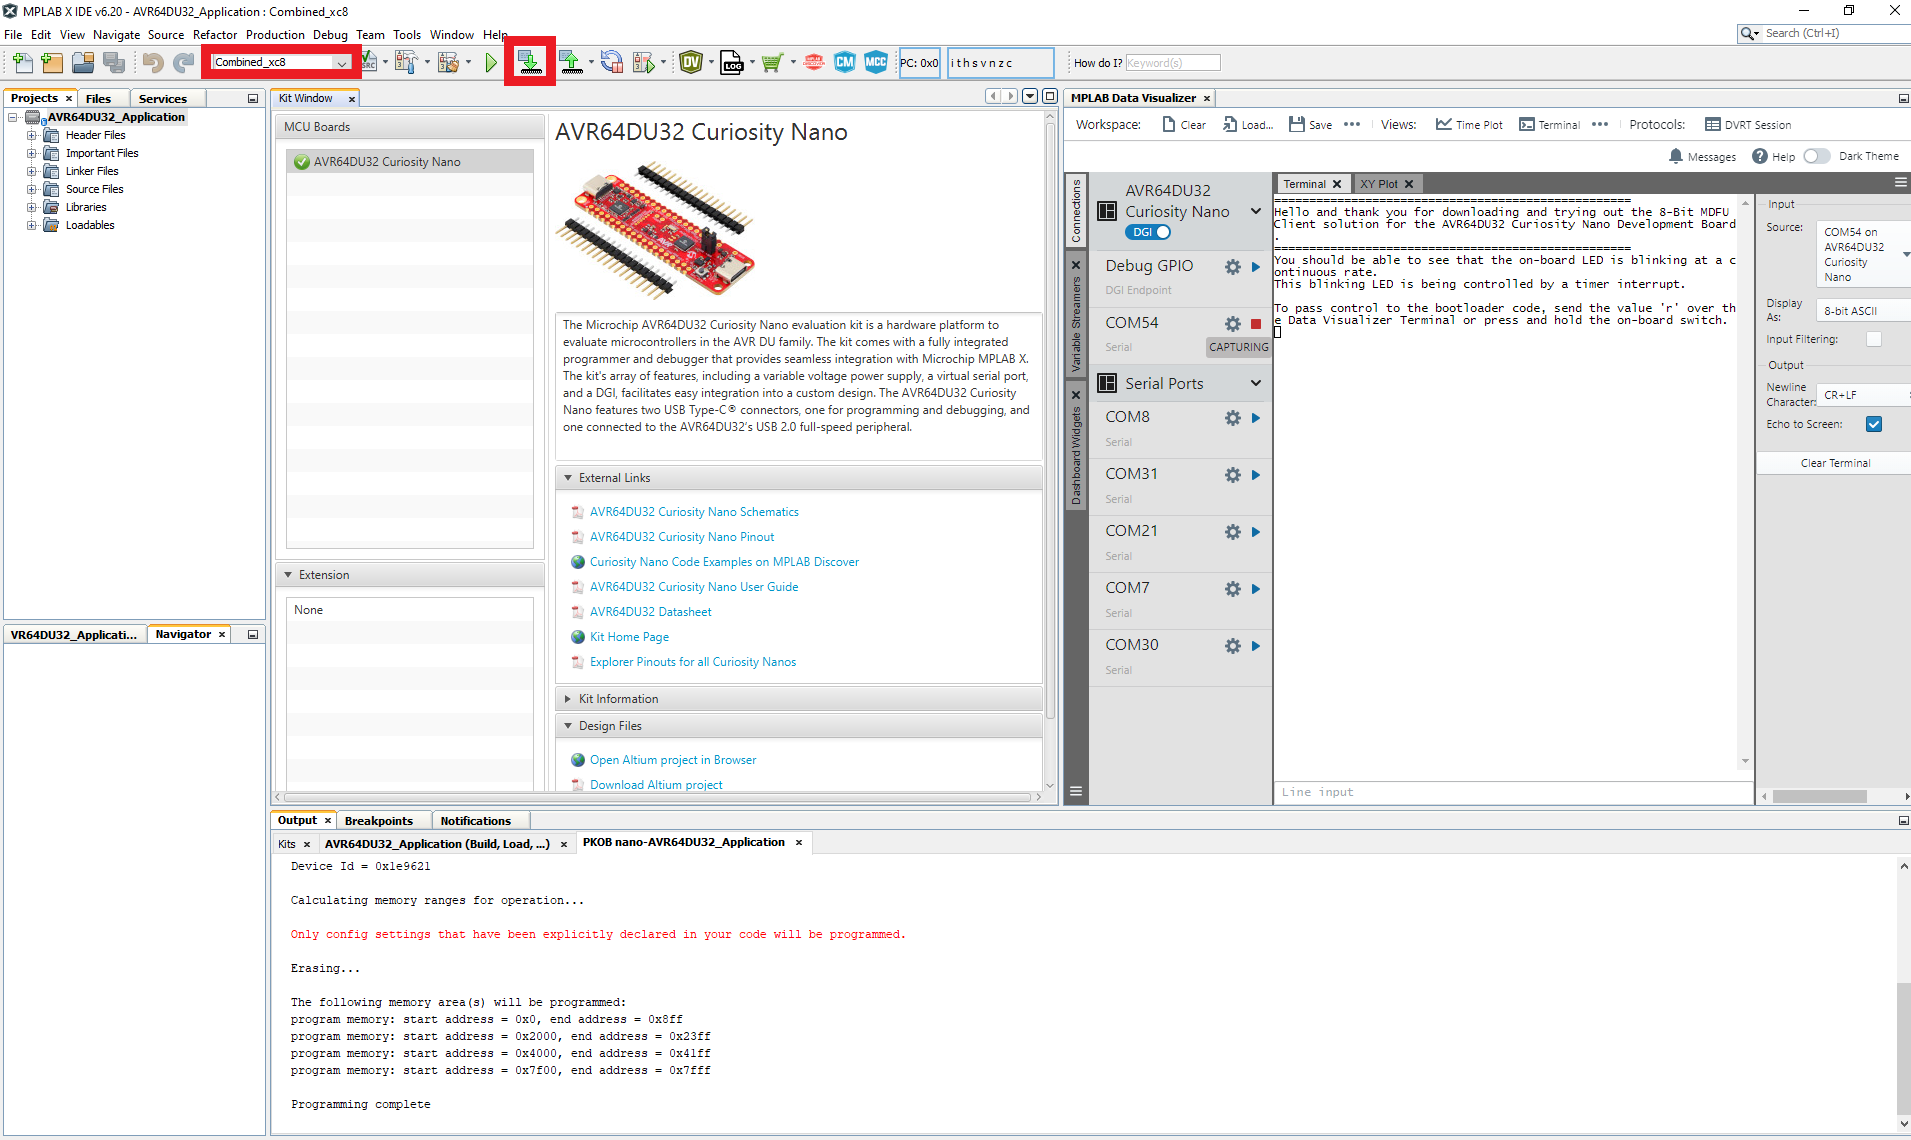 MPLAB X IDE v6.20 - AVR64DU32_Application : Combined_xc8
File Edit View Navigate Source Refactor Production Debug Team Tools Window Help
Search (Ctrl+I)
Combined_xc8
SRC
DV
LOG
CM
MCC
PC: 0x0
i t h s v n z c
How do I?
Keyword(s)
Projects
Files
Services
AVR64DU32_Application
Header Files
Important Files
Linker Files
Source Files
Libraries
Loadables
VR64DU32_Applicati...
Navigator
Kit Window
MCU Boards
AVR64DU32 Curiosity Nano
Extension
None
AVR64DU32 Curiosity Nano
The Microchip AVR64DU32 Curiosity Nano evaluation kit is a hardware platform to
evaluate microcontrollers in the AVR DU family. The kit comes with a fully integrated
programmer and debugger that provides seamless integration with Microchip MPLAB X.
The kit's array of features, including a variable voltage power supply, a virtual serial port,
and a DGI, facilitates easy integration into a custom design. The AVR64DU32 Curiosity
Nano features two USB Type-C® connectors, one for programming and debugging, and
one connected to the AVR64DU32's USB 2.0 full-speed peripheral.
External Links
AVR64DU32 Curiosity Nano Schematics
AVR64DU32 Curiosity Nano Pinout
Curiosity Nano Code Examples on MPLAB Discover
AVR64DU32 Curiosity Nano User Guide
AVR64DU32 Datasheet
Kit Home Page
Explorer Pinouts for all Curiosity Nanos
Kit Information
Design Files
Open Altium project in Browser
Download Altium project
MPLAB Data Visualizer
Workspace: Clear Load... Save Views: Time Plot Terminal Protocols: DVRT Session
Messages Help Dark Theme
Connections
Variable Streamers
Dashboard Widgets
AVR64DU32
Curiosity Nano
DGI
Debug GPIO
DGI Endpoint
COM54
Serial
CAPTURING
Serial Ports
COM8
Serial
COM31
Serial
COM21
Serial
COM7
Serial
COM30
Serial
Terminal
XY Plot
===================================================
Hello and thank you for downloading and trying out the 8-Bit MDFU
Client solution for the AVR64DU32 Curiosity Nano Development Board
.
===================================================
You should be able to see that the on-board LED is blinking at a c
ontinuous rate.
This blinking LED is being controlled by a timer interrupt.
To pass control to the bootloader code, send the value 'r' over th
e Data Visualizer Terminal or press and hold the on-board switch.
Line input
Input
Source:
COM54 on
AVR64DU32
Curiosity
Nano
Display
As:
8-bit ASCII
Input Filtering:
Output
Newline
Character:
CR+LF
Echo to Screen:
Clear Terminal
Output
Breakpoints
Notifications
Kits
AVR64DU32_Application (Build, Load, ...)
PKOB nano-AVR64DU32_Application
Device Id = 0x1e9621
Calculating memory ranges for operation...
Only config settings that have been explicitly declared in your code will be programmed.
Erasing...
The following memory area(s) will be programmed:
program memory: start address = 0x0, end address = 0x8ff
program memory: start address = 0x2000, end address = 0x23ff
program memory: start address = 0x4000, end address = 0x41ff
program memory: start address = 0x7f00, end address = 0x7fff
Programming complete